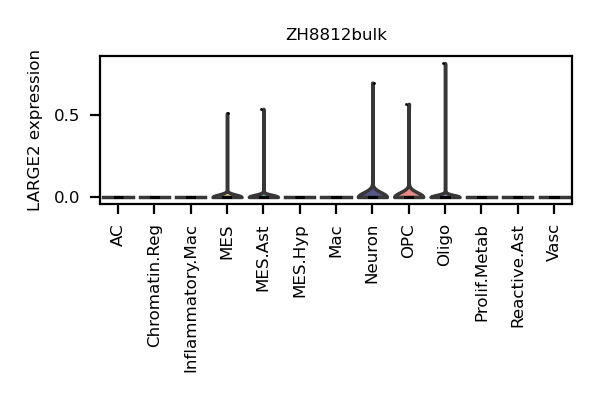 ZH8812bulk
LARGE2 expression
0.5
0.0
AC
Chromatin.Reg
Inflammatory.Mac
MES
MES.Ast
MES.Hyp
Mac
Neuron
OPC
Oligo
Prolif.Metab
Reactive.Ast
Vasc